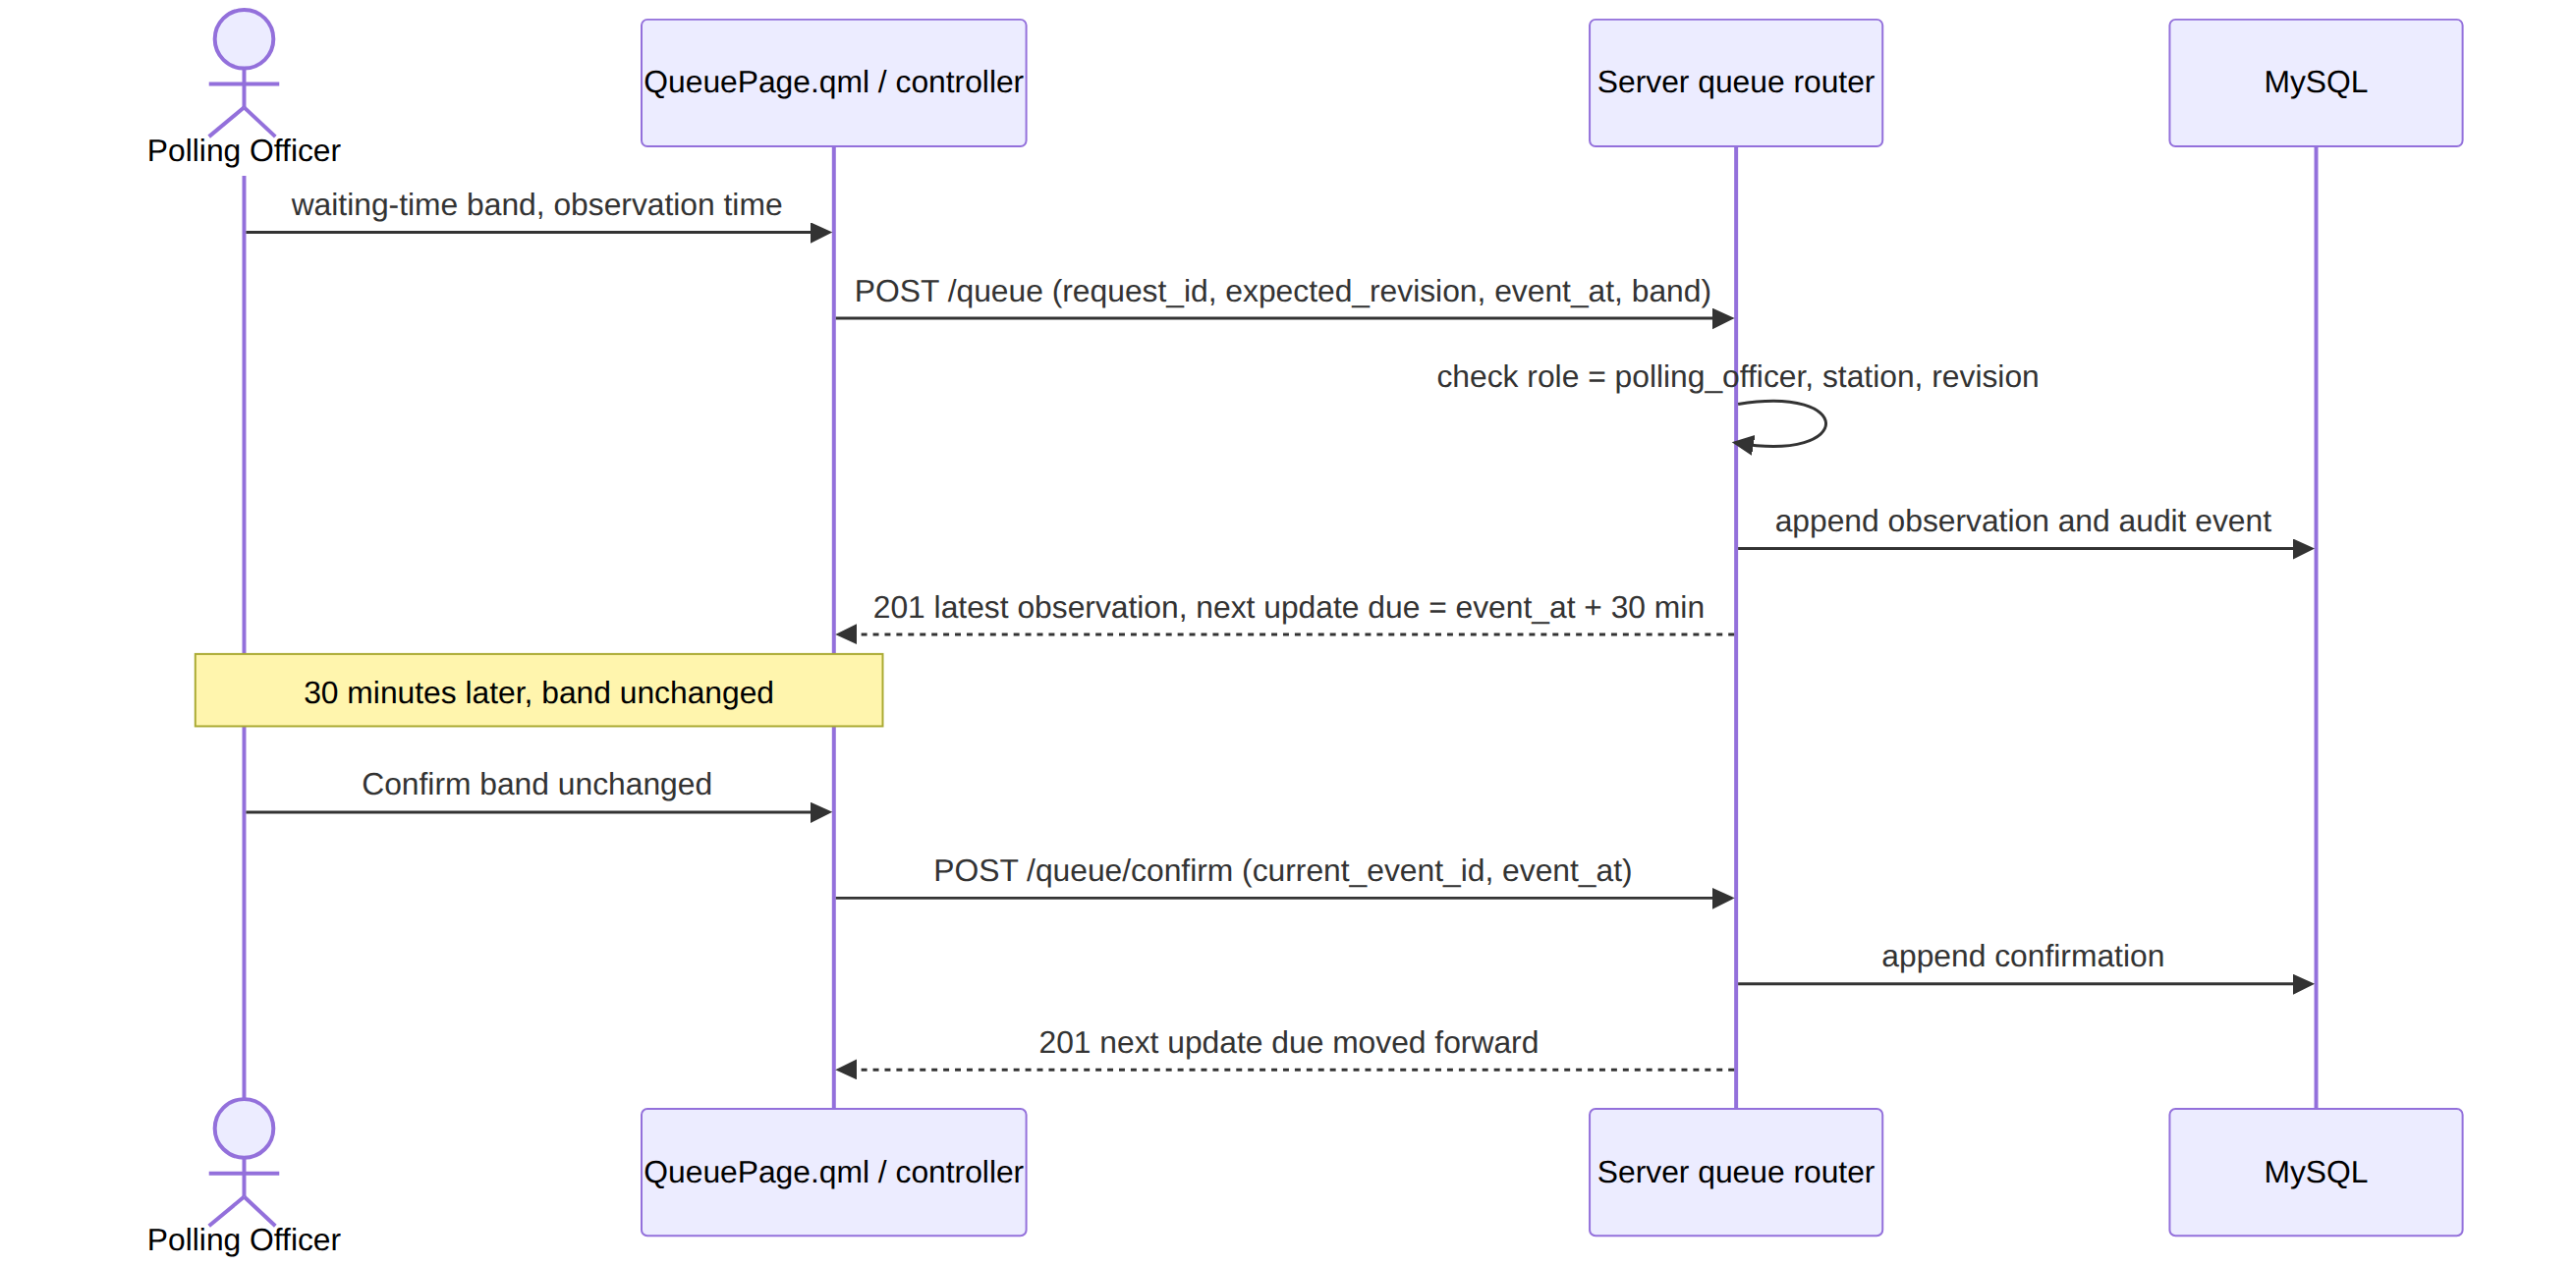 Polling Officer
QueuePage.qml / controller
Server queue router
MySQL
waiting-time band, observation time
POST /queue (request_id, expected_revision, event_at, band)
check role = polling_officer, station, revision
append observation and audit event
201 latest observation, next update due = event_at + 30 min
30 minutes later, band unchanged
Confirm band unchanged
POST /queue/confirm (current_event_id, event_at)
append confirmation
201 next update due moved forward
Polling Officer
QueuePage.qml / controller
Server queue router
MySQL